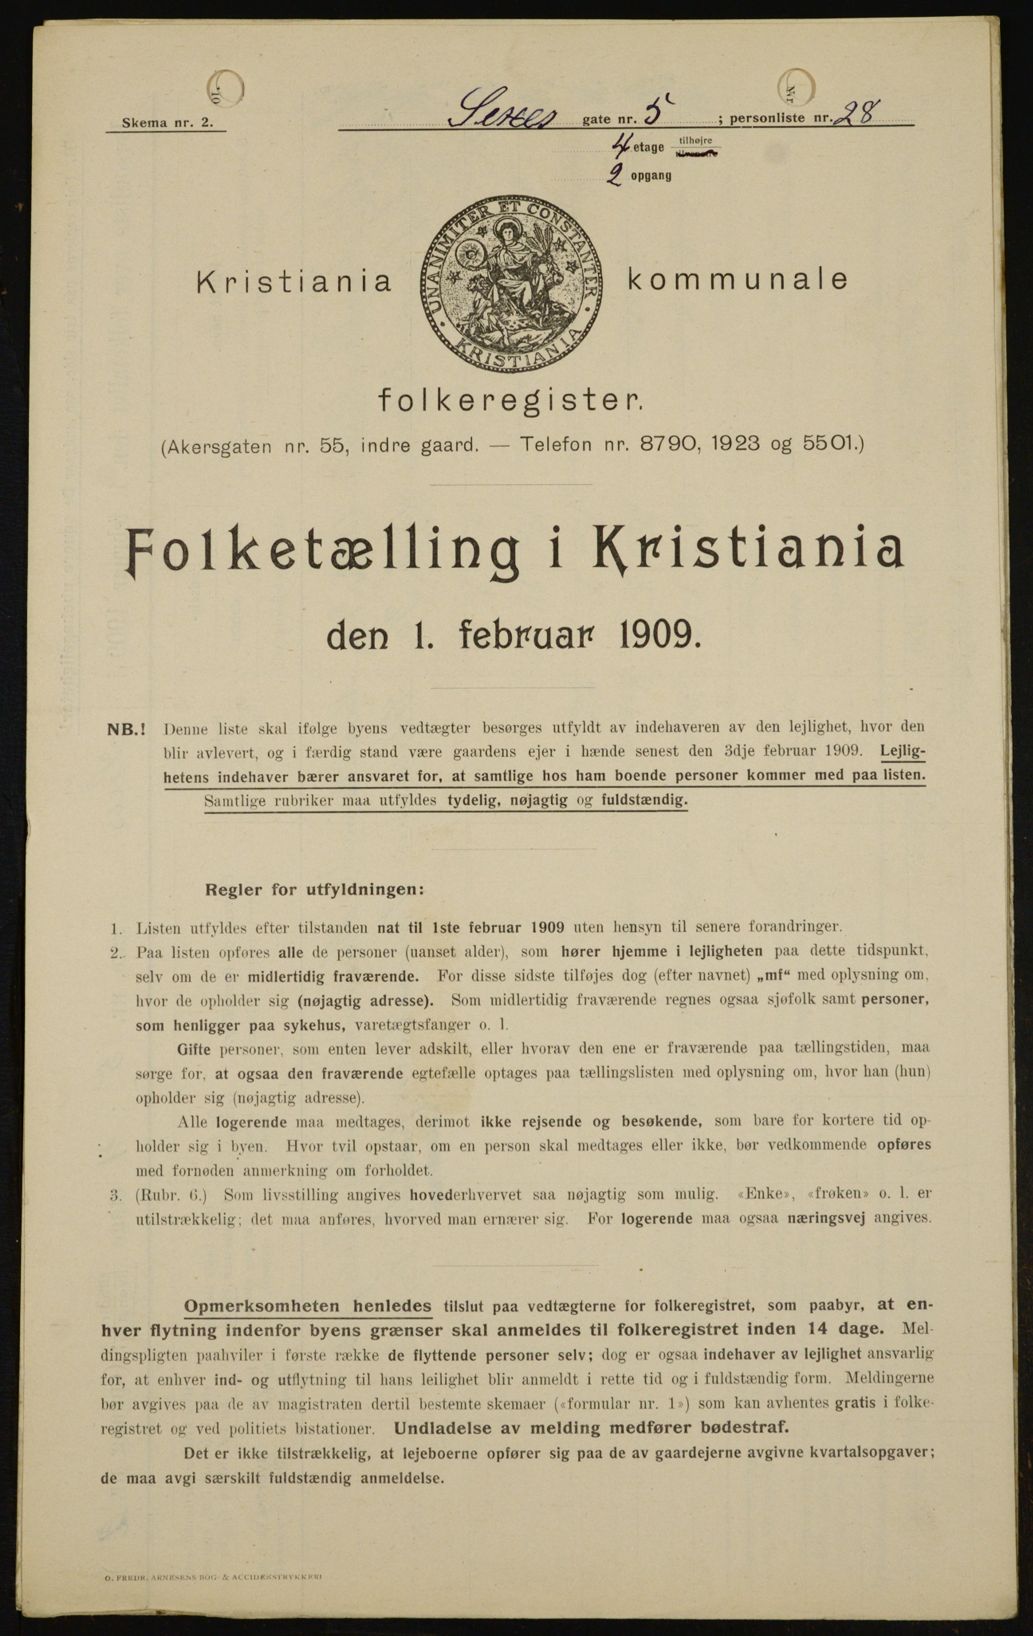 Skema nr. 2.
Sexes gate nr. 5 ; personliste nr. 28
4 etage tilhøjre
2 opgang
UNANIMITER ET CONSTANTER
KRISTIANIA
Kristiania kommunale
folkeregister.
(Akersgaten nr. 55, indre gaard. — Telefon nr. 8790, 1923 og 5501.)
Folketælling i Kristiania
den 1. februar 1909.
NB.! Denne liste skal ifølge byens vedtægter besørges utfyldt av indehaveren av den lejlighet, hvor den
blir avlevert, og i færdig stand være gaardens ejer i hænde senest den 3dje februar 1909. Lejlig-
hetens indehaver bærer ansvaret for, at samtlige hos ham boende personer kommer med paa listen.
Samtlige rubriker maa utfyldes tydelig, nøjagtig og fuldstændig.
Regler for utfyldningen:
1. Listen utfyldes efter tilstanden nat til 1ste februar 1909 uten hensyn til senere forandringer.
2. Paa listen opføres alle de personer (uanset alder), som hører hjemme i lejligheten paa dette tidspunkt,
selv om de er midlertidig fraværende. For disse sidste tilføjes dog (efter navnet) „mf“ med oplysning om,
hvor de opholder sig (nøjagtig adresse). Som midlertidig fraværende regnes ogsaa sjøfolk samt personer,
som henligger paa sykehus, varetægtsfanger o. l.
Gifte personer, som enten lever adskilt, eller hvorav den ene er fraværende paa tællingstiden, maa
sørge for, at ogsaa den fraværende egtefælle optages paa tællingslisten med oplysning om, hvor han (hun)
opholder sig (nøjagtig adresse).
Alle logerende maa medtages, derimot ikke rejsende og besøkende, som bare for kortere tid op-
holder sig i byen. Hvor tvil opstaar, om en person skal medtages eller ikke, bør vedkommende opføres
med fornøden anmerkning om forholdet.
3. (Rubr. 6.) Som livsstilling angives hovederhvervet saa nøjagtig som mulig. «Enke», «frøken» o. l. er
utilstrækkelig; det maa anføres, hvorved man ernærer sig. For logerende maa ogsaa næringsvej angives.
Opmerksomheten henledes tilslut paa vedtægterne for folkeregistret, som paabyr, at en-
hver flytning indenfor byens grænser skal anmeldes til folkeregistret inden 14 dage. Mel-
dingspligten paahviler i første række de flyttende personer selv; dog er ogsaa indehaver av lejlighet ansvarlig
for, at enhver ind- og utflytning til hans leilighet blir anmeldt i rette tid og i fuldstændig form. Meldingerne
bør avgives paa de av magistraten dertil bestemte skemaer («formular nr. 1») som kan avhentes gratis i folke-
registret og ved politiets bistationer. Undladelse av melding medfører bødestraf.
Det er ikke tilstrækkelig, at lejeboerne opfører sig paa de av gaardejerne avgivne kvartalsopgaver;
de maa avgi særskilt fuldstændig anmeldelse.
O. FREDR. ARNESENS BOG- & ACCIDENSTRYKKERI